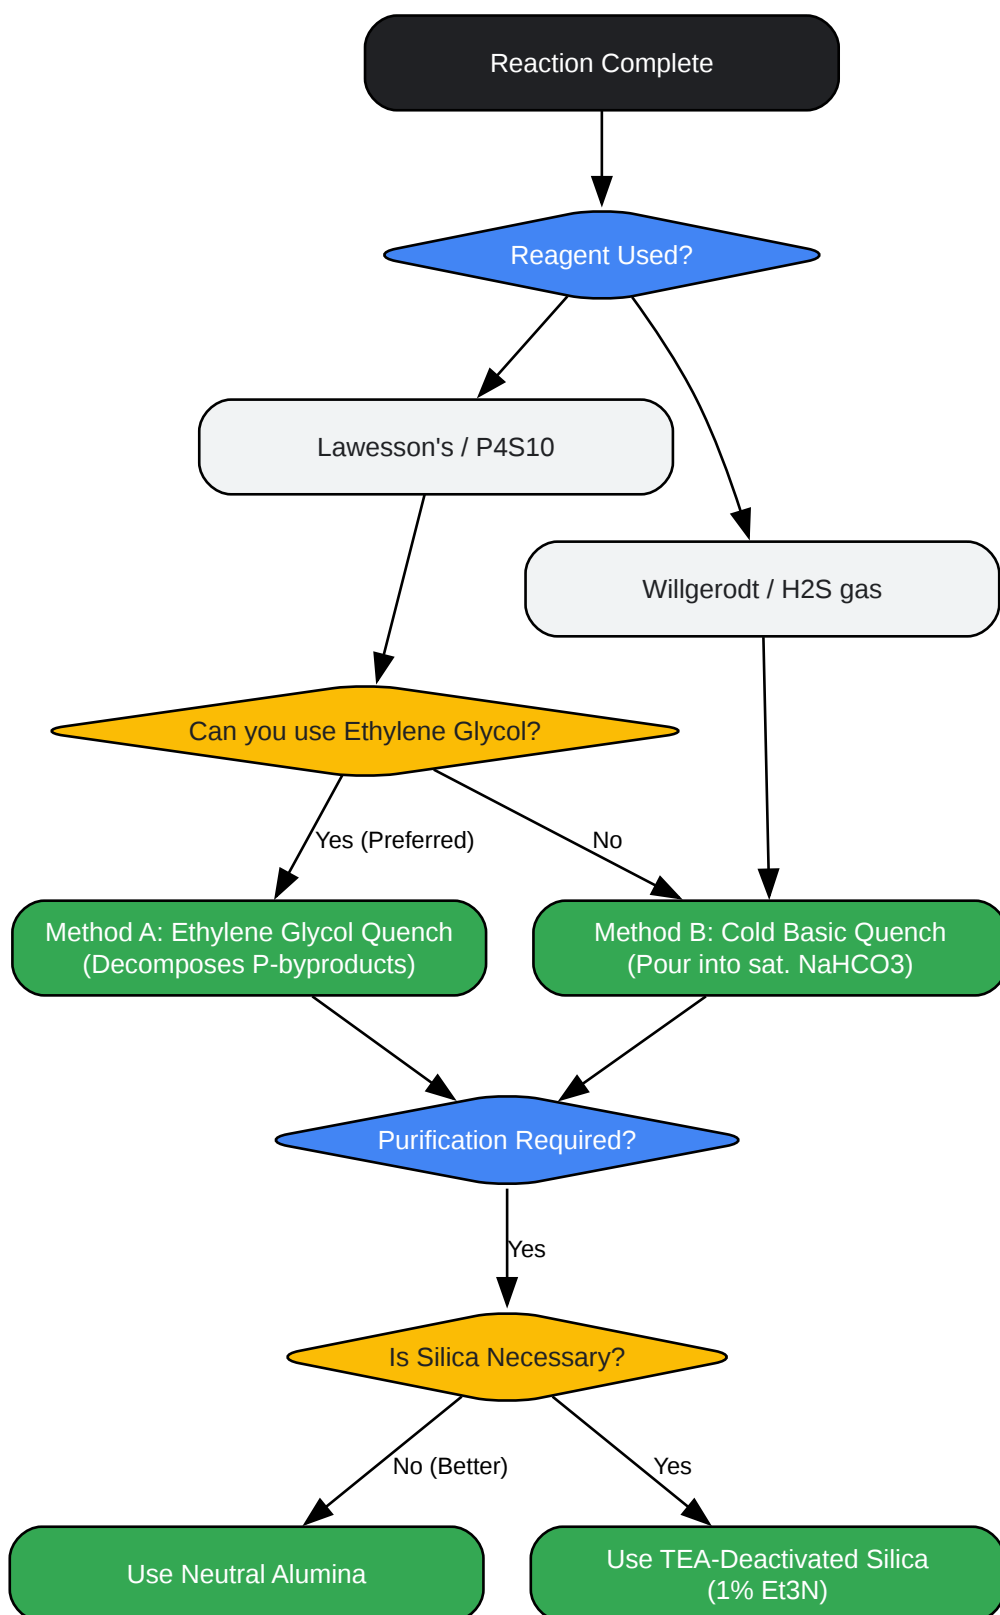 Reaction Complete
Reagent Used?
Lawesson's / P4S10
Willgerodt / H2S gas
Can you use Ethylene Glycol?
Yes (Preferred)
No
Method A: Ethylene Glycol Quench
(Decomposes P-byproducts)
Method B: Cold Basic Quench
(Pour into sat. NaHCO3)
Purification Required?
Yes
Is Silica Necessary?
No (Better)
Yes
Use Neutral Alumina
Use TEA-Deactivated Silica
(1% Et3N)